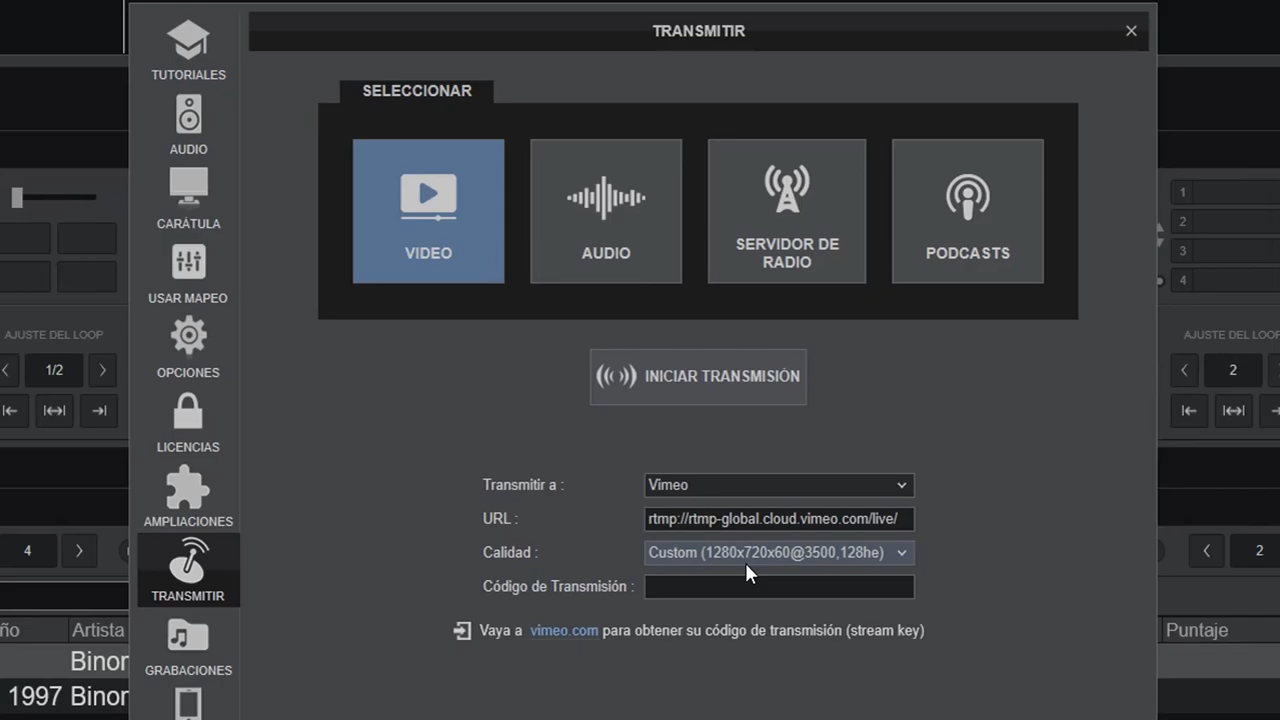 TRANSMITIR
TUTORIALES
AUDIO
CARÁTULA
USAR MAPEO
OPCIONES
LICENCIAS
AMPLIACIONES
TRANSMITIR
GRABACIONES
SELECCIONAR
VIDEO
AUDIO
SERVIDOR DE
RADIO
PODCASTS
INICIAR TRANSMISIÓN
Transmitir a : Vimeo
URL : rtmp://rtmp-global.cloud.vimeo.com/live/
Calidad : Custom (1280x720x60@3500,128he)
Código de Transmisión :
Vaya a vimeo.com para obtener su código de transmisión (stream key)
AJUSTE DEL LOOP
1/2
4
ño Artista
Binor
1997 Binor
1
2
3
4
AJUSTE DEL LOOP
2
2
Puntaje